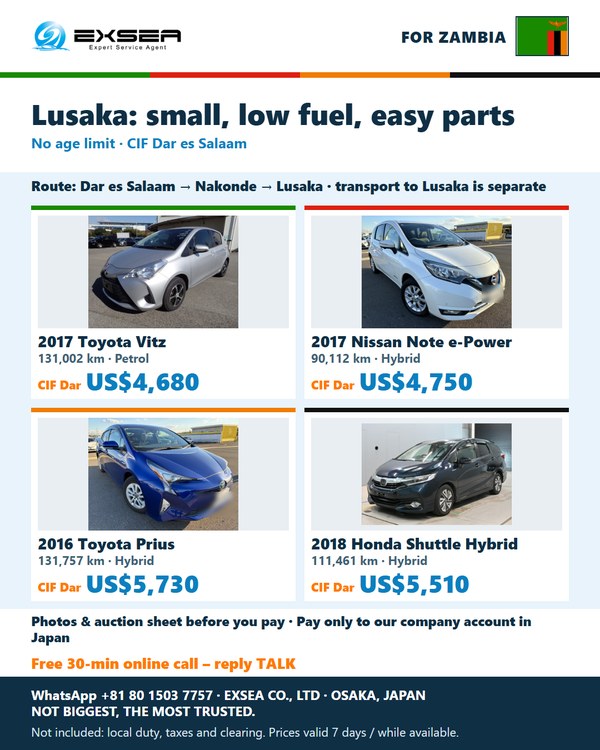 EXSEA
Expert Service Agent
FOR ZAMBIA
Lusaka: small, low fuel, easy parts
No age limit · CIF Dar es Salaam
Route: Dar es Salaam → Nakonde → Lusaka · transport to Lusaka is separate
2017 Toyota Vitz
131,002 km · Petrol
CIF Dar US$4,680
2017 Nissan Note e-Power
90,112 km · Hybrid
CIF Dar US$4,750
2016 Toyota Prius
131,757 km · Hybrid
CIF Dar US$5,730
2018 Honda Shuttle Hybrid
111,461 km · Hybrid
CIF Dar US$5,510
Photos & auction sheet before you pay · Pay only to our company account in
Japan
Free 30-min online call – reply TALK
WhatsApp +81 80 1503 7757 · EXSEA CO., LTD · OSAKA, JAPAN
NOT BIGGEST, THE MOST TRUSTED.
Not included: local duty, taxes and clearing. Prices valid 7 days / while available.